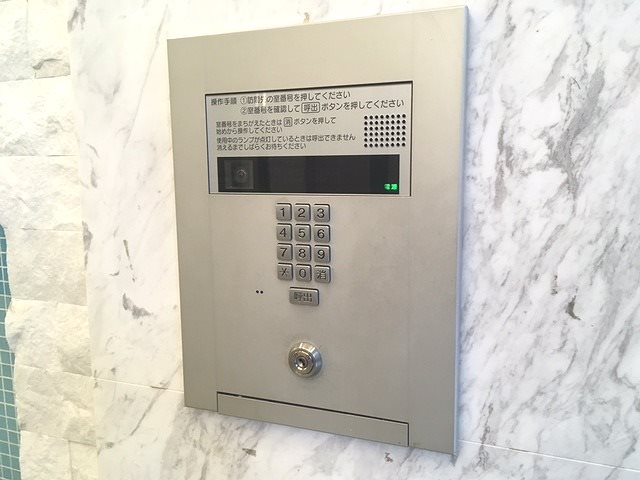 操作手順 ①訪問先の室番号を押してください
②室番号を確認して 呼出 ボタンを押してください
室番号をまちがえたときは 消 ボタンを押して
始めから操作してください
使用中のランプが点灯しているときは呼出できません
消えるまでしばらくお待ちください
1 2 3
4 5 6
7 8 9
* 0 消
呼出